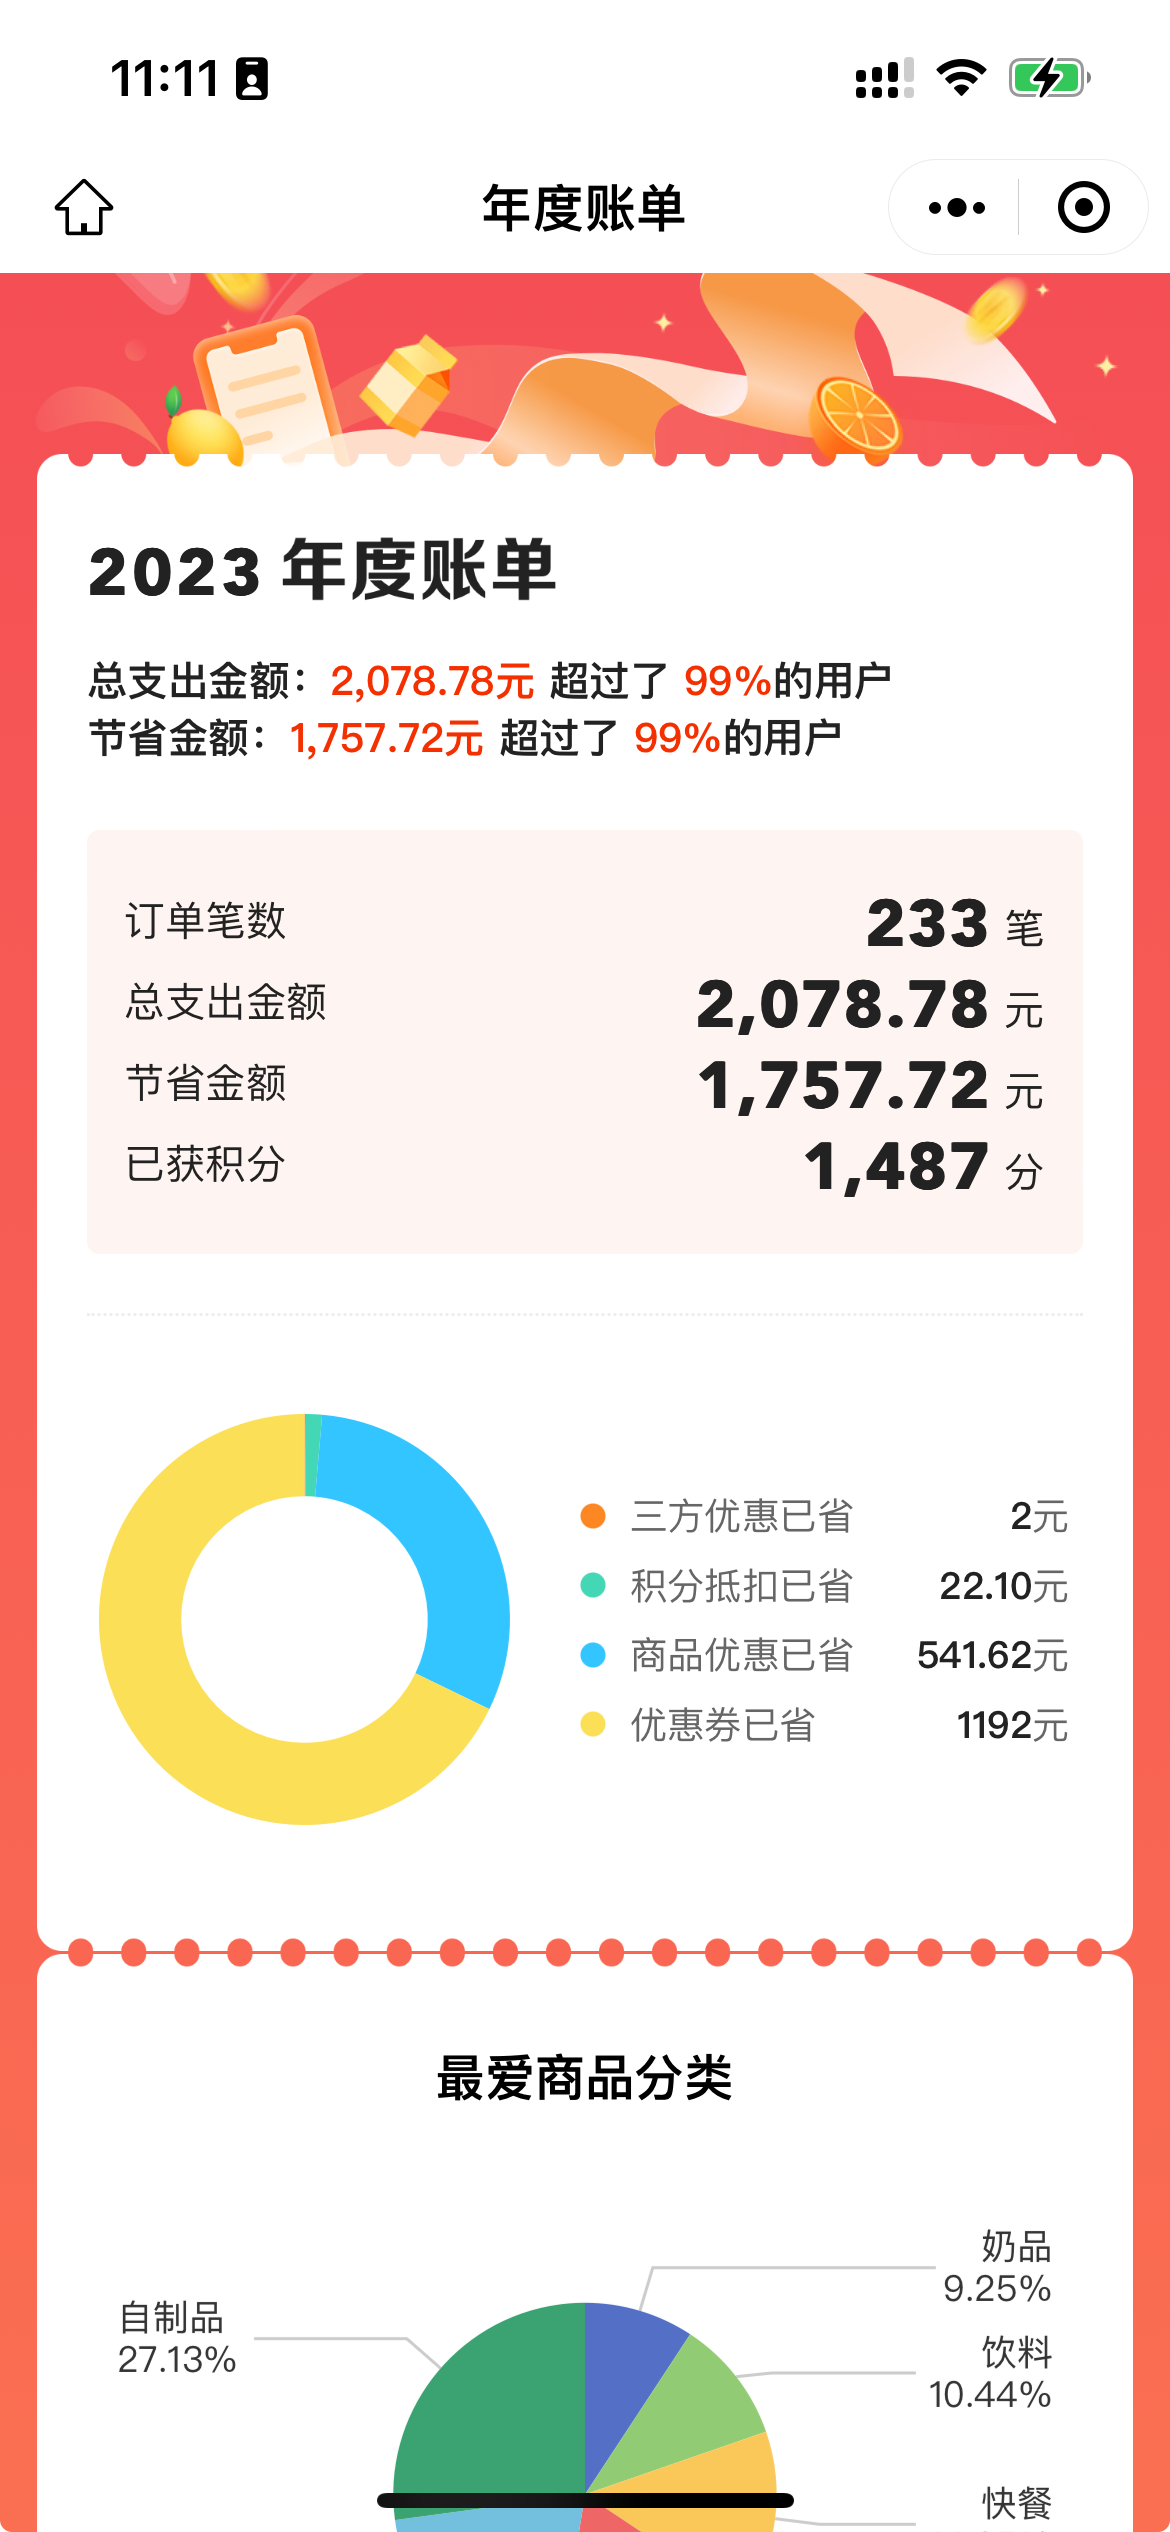 11:11
年度账单
2023 年度账单
总支出金额：2,078.78元 超过了 99%的用户
节省金额：1,757.72元 超过了 99%的用户
订单笔数 233 笔
总支出金额 2,078.78 元
节省金额 1,757.72 元
已获积分 1,487 分
三方优惠已省 2元
积分抵扣已省 22.10元
商品优惠已省 541.62元
优惠券已省 1192元
最爱商品分类
奶品
9.25%
自制品
27.13%
饮料
10.44%
快餐